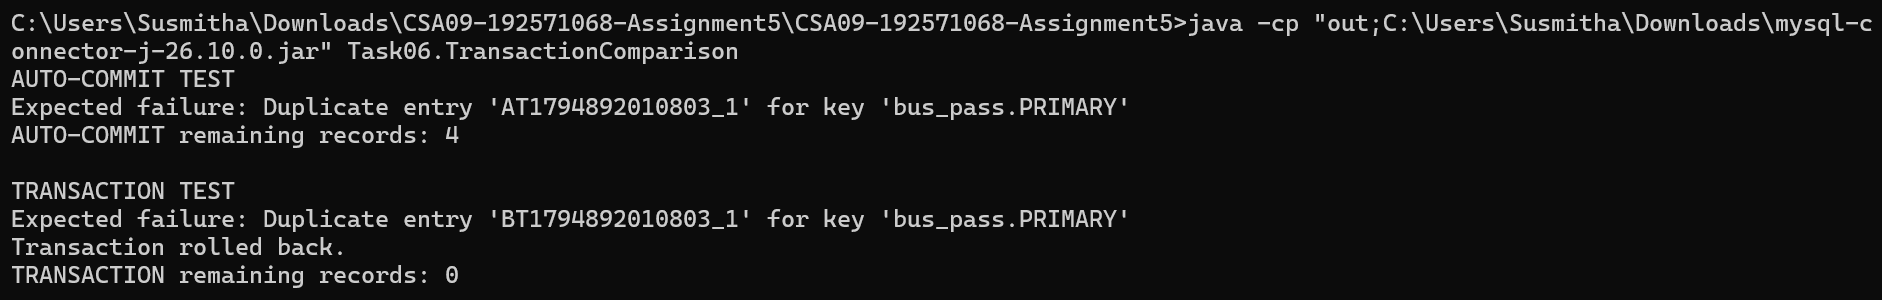 C:\Users\Susmitha\Downloads\CSA09-192571068-Assignment5\CSA09-192571068-Assignment5>java -cp "out;C:\Users\Susmitha\Downloads\mysql-c
onnector-j-26.10.0.jar" Task06.TransactionComparison
AUTO-COMMIT TEST
Expected failure: Duplicate entry 'AT1794892010803_1' for key 'bus_pass.PRIMARY'
AUTO-COMMIT remaining records: 4
TRANSACTION TEST
Expected failure: Duplicate entry 'BT1794892010803_1' for key 'bus_pass.PRIMARY'
Transaction rolled back.
TRANSACTION remaining records: 0